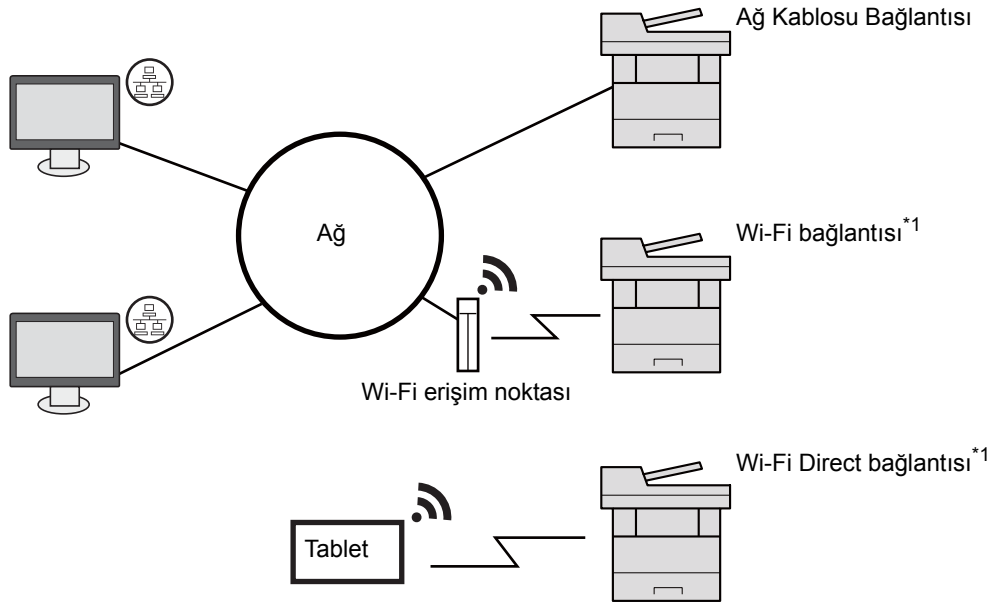 Ağ Kablosu Bağlantısı
Ağ
Wi-Fi bağlantısı*1
Wi-Fi erişim noktası
Wi-Fi Direct bağlantısı*1
Tablet